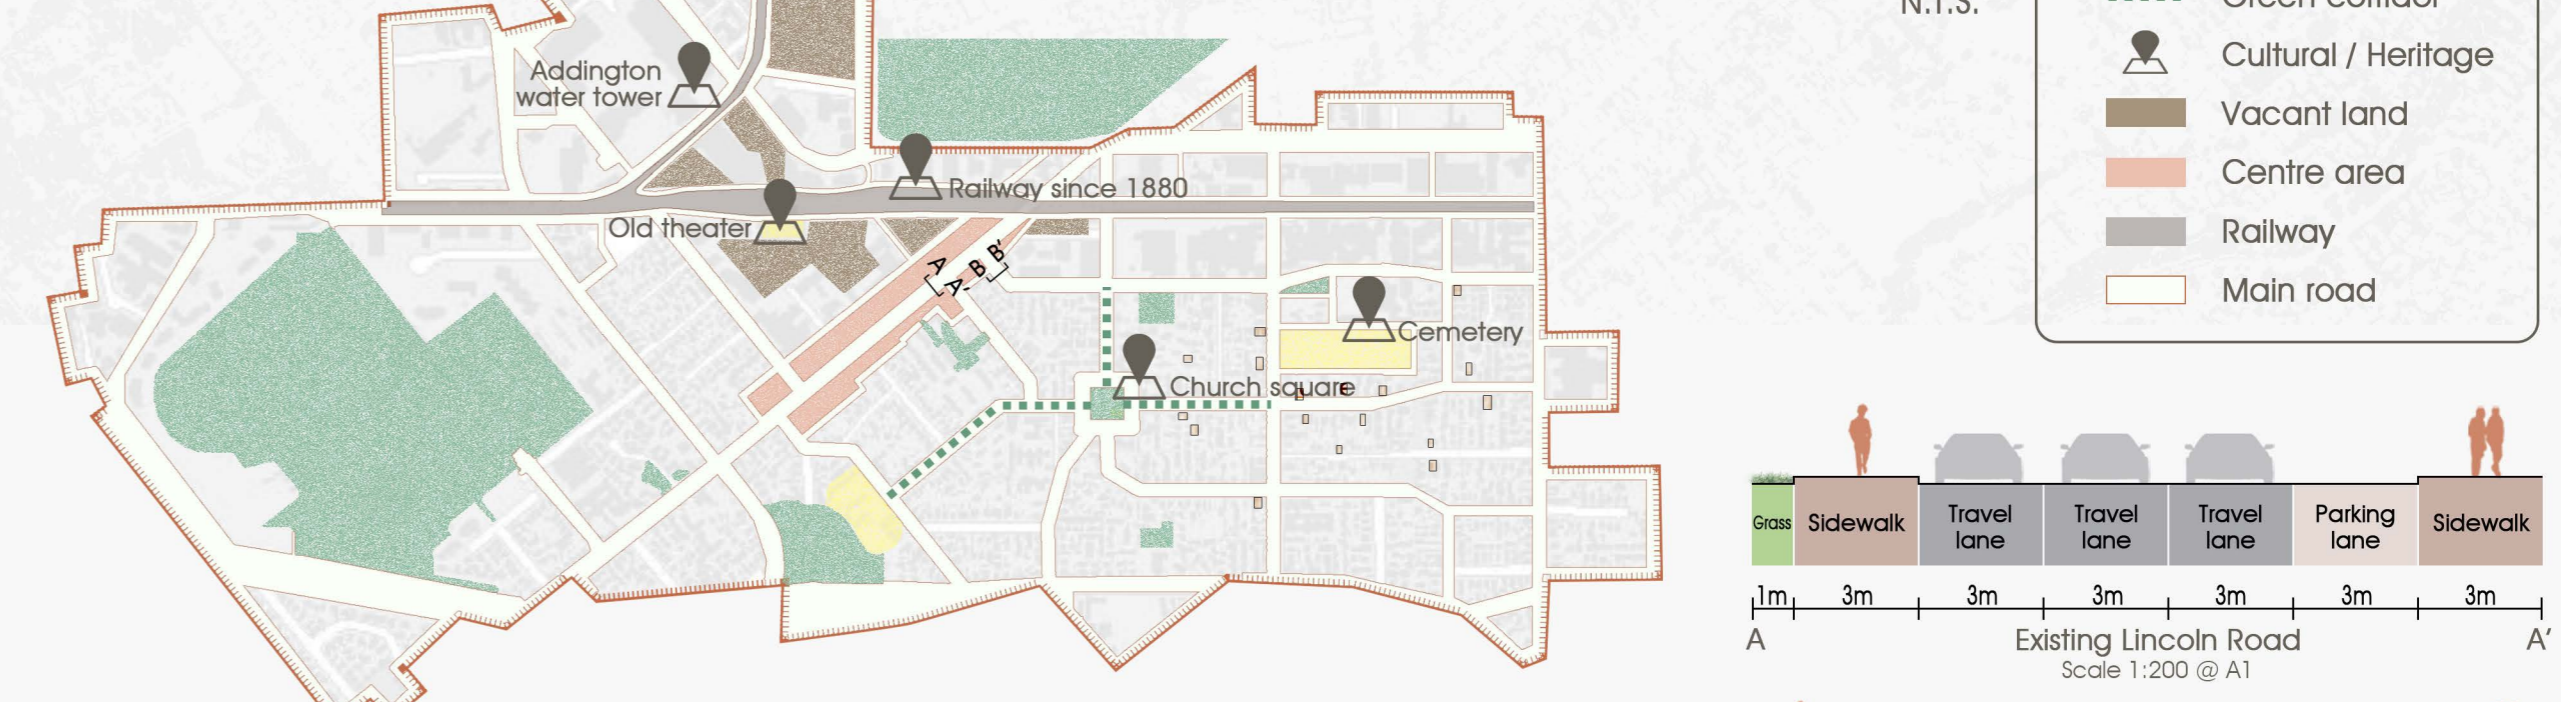 N.T.S.
Green corridor
Cultural / Heritage
Vacant land
Centre area
Railway
Main road
Addington
water tower
Railway since 1880
Old theater
A
A'
B
B'
Cemetery
Church square
Grass
Sidewalk
Travel
lane
Travel
lane
Travel
lane
Parking
lane
Sidewalk
1m
3m
3m
3m
3m
3m
3m
A
Existing Lincoln Road
A'
Scale 1:200 @ A1